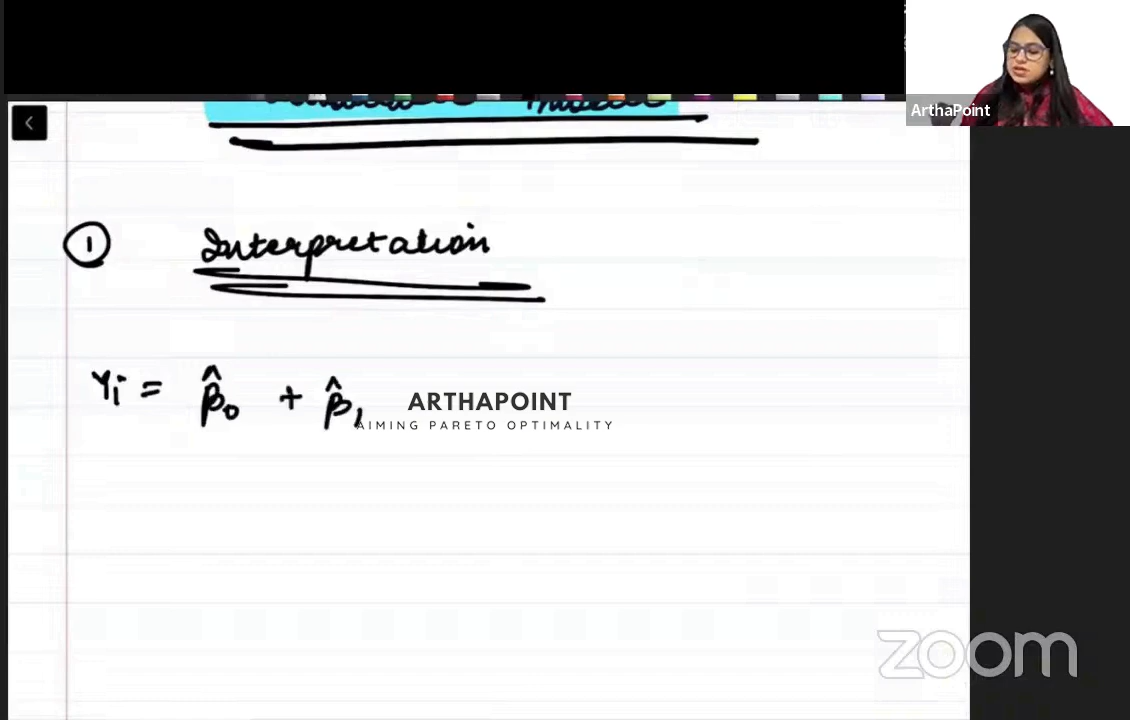 ArthaPoint
① Interpretation
Yi = β̂₀ + β̂₁
ARTHAPOINT
AIMING PARETO OPTIMALITY
zoom